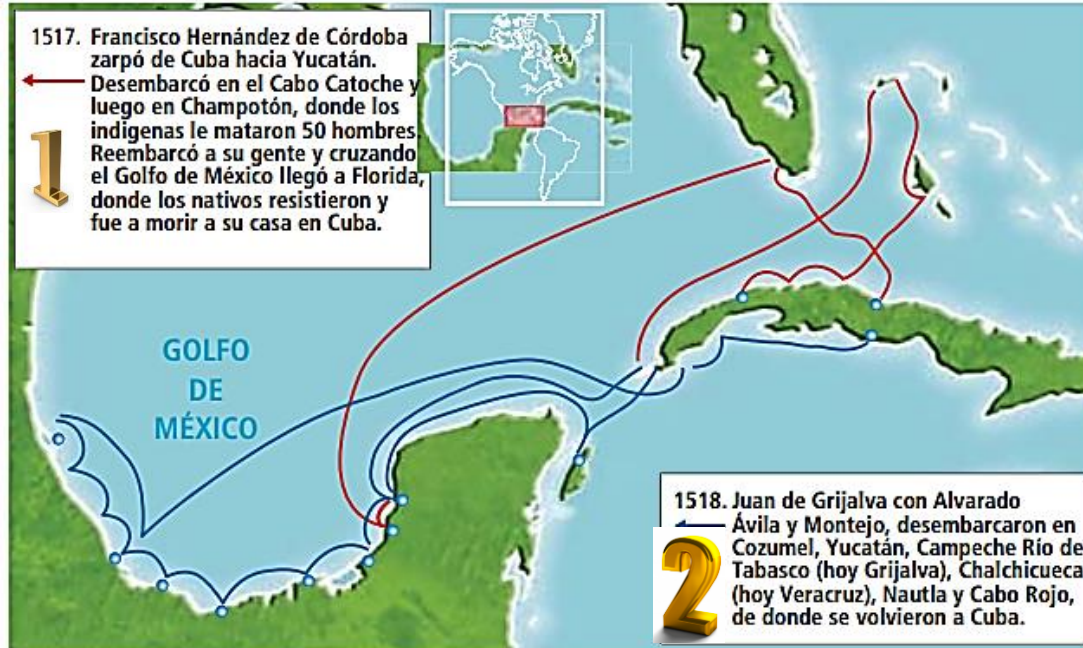 1517. Francisco Hernández de Córdoba
zarpó de Cuba hacia Yucatán.
Desembarcó en el Cabo Catoche y
luego en Champotón, donde los
indigenas le mataron 50 hombres.
Reembarcó a su gente y cruzando
el Golfo de México llegó a Florida,
donde los nativos resistieron y
fue a morir a su casa en Cuba.
1
GOLFO
DE
MÉXICO
1518. Juan de Grijalva con Alvarado
Ávila y Montejo, desembarcaron en
Cozumel, Yucatán, Campeche Río de
Tabasco (hoy Grijalva), Chalchicueca
(hoy Veracruz), Nautla y Cabo Rojo,
de donde se volvieron a Cuba.
2